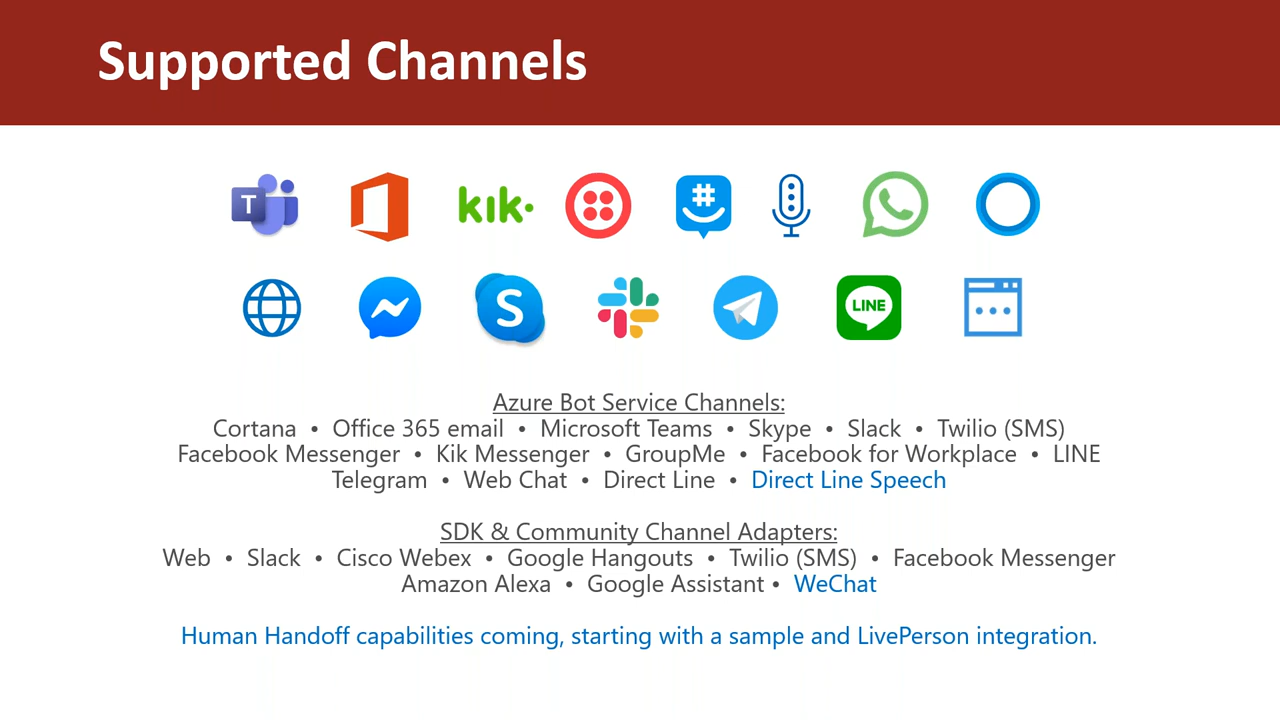 Supported Channels
T
kik.
#
S
LINE
Azure Bot Service Channels:
Cortana • Office 365 email • Microsoft Teams • Skype • Slack • Twilio (SMS)
Facebook Messenger • Kik Messenger • GroupMe • Facebook for Workplace • LINE
Telegram • Web Chat • Direct Line • Direct Line Speech
SDK & Community Channel Adapters:
Web • Slack • Cisco Webex • Google Hangouts • Twilio (SMS) • Facebook Messenger
Amazon Alexa • Google Assistant • WeChat
Human Handoff capabilities coming, starting with a sample and LivePerson integration.